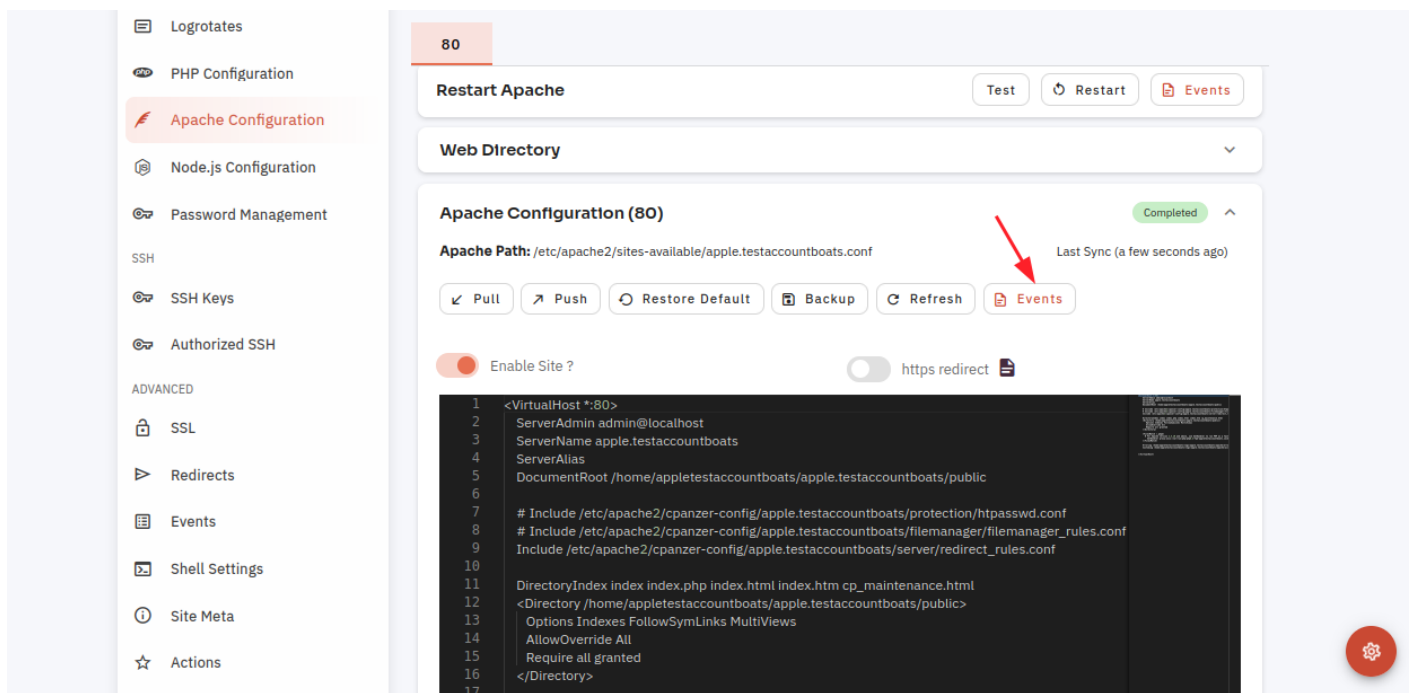 Logrotates
PHP Configuration
Apache Configuration
Node.js Configuration
Password Management
SSH
SSH Keys
Authorized SSH
ADVANCED
SSL
Redirects
Events
Shell Settings
Site Meta
Actions
80
Restart Apache
Test
Restart
Events
Web Directory
Apache Configuration (80)
Completed
Apache Path: /etc/apache2/sites-available/apple.testaccountboats.conf
Last Sync (a few seconds ago)
Pull
Push
Restore Default
Backup
Refresh
Events
Enable Site ?
https redirect
1 <VirtualHost *:80>
2 ServerAdmin admin@localhost
3 ServerName apple.testaccountboats
4 ServerAlias
5 DocumentRoot /home/appletestaccountboats/apple.testaccountboats/public
6
7 # Include /etc/apache2/cpanzer-config/apple.testaccountboats/protection/htpasswd.conf
8 # Include /etc/apache2/cpanzer-config/apple.testaccountboats/filemanager/filemanager_rules.conf
9 Include /etc/apache2/cpanzer-config/apple.testaccountboats/server/redirect_rules.conf
10
11 DirectoryIndex index index.php index.html index.htm cp_maintenance.html
12 <Directory /home/appletestaccountboats/apple.testaccountboats/public>
13 Options Indexes FollowSymLinks MultiViews
14 AllowOverride All
15 Require all granted
16 </Directory>
17